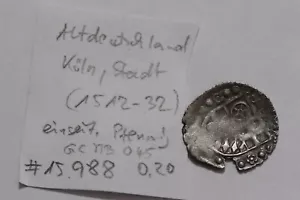 Altdeutschland
Köln, Stadt
(1512-32)
einseit. Pfennig
#15.988 0,20